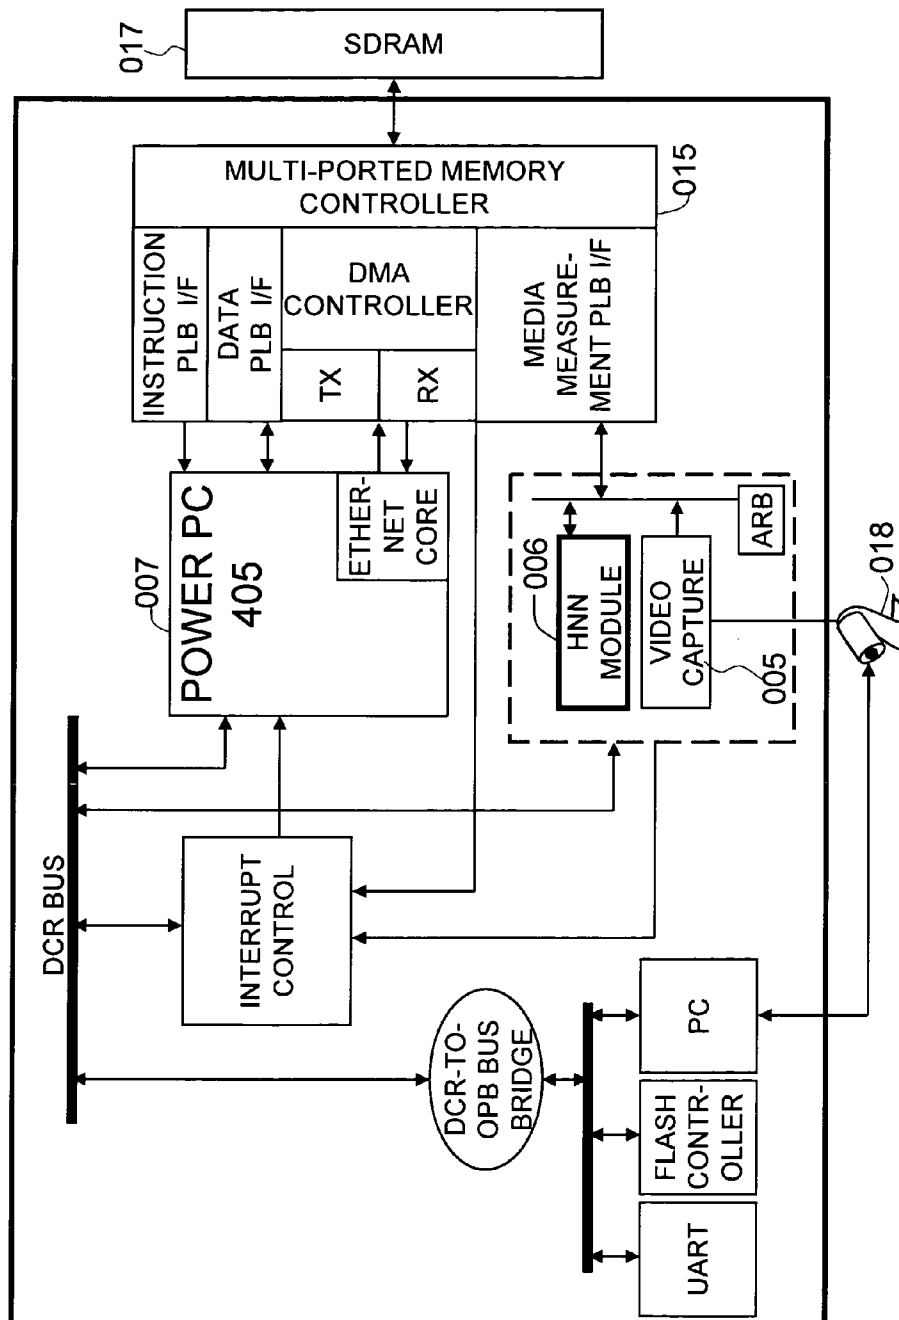 017
SDRAM
MULTI-PORTED MEMORY
CONTROLLER
015
INSTRUCTION
PLB I/F
DATA
PLB I/F
DMA
CONTROLLER
TX
RX
MEDIA
MEASURE-
MENT PLB I/F
007
POWER PC
405
ETHER-
NET
CORE
006
HNN
MODULE
VIDEO
CAPTURE
005
ARB
018
DCR BUS
INTERRUPT
CONTROL
DCR-TO-
OPB BUS
BRIDGE
PC
FLASH
CONTR-
OLLER
UART